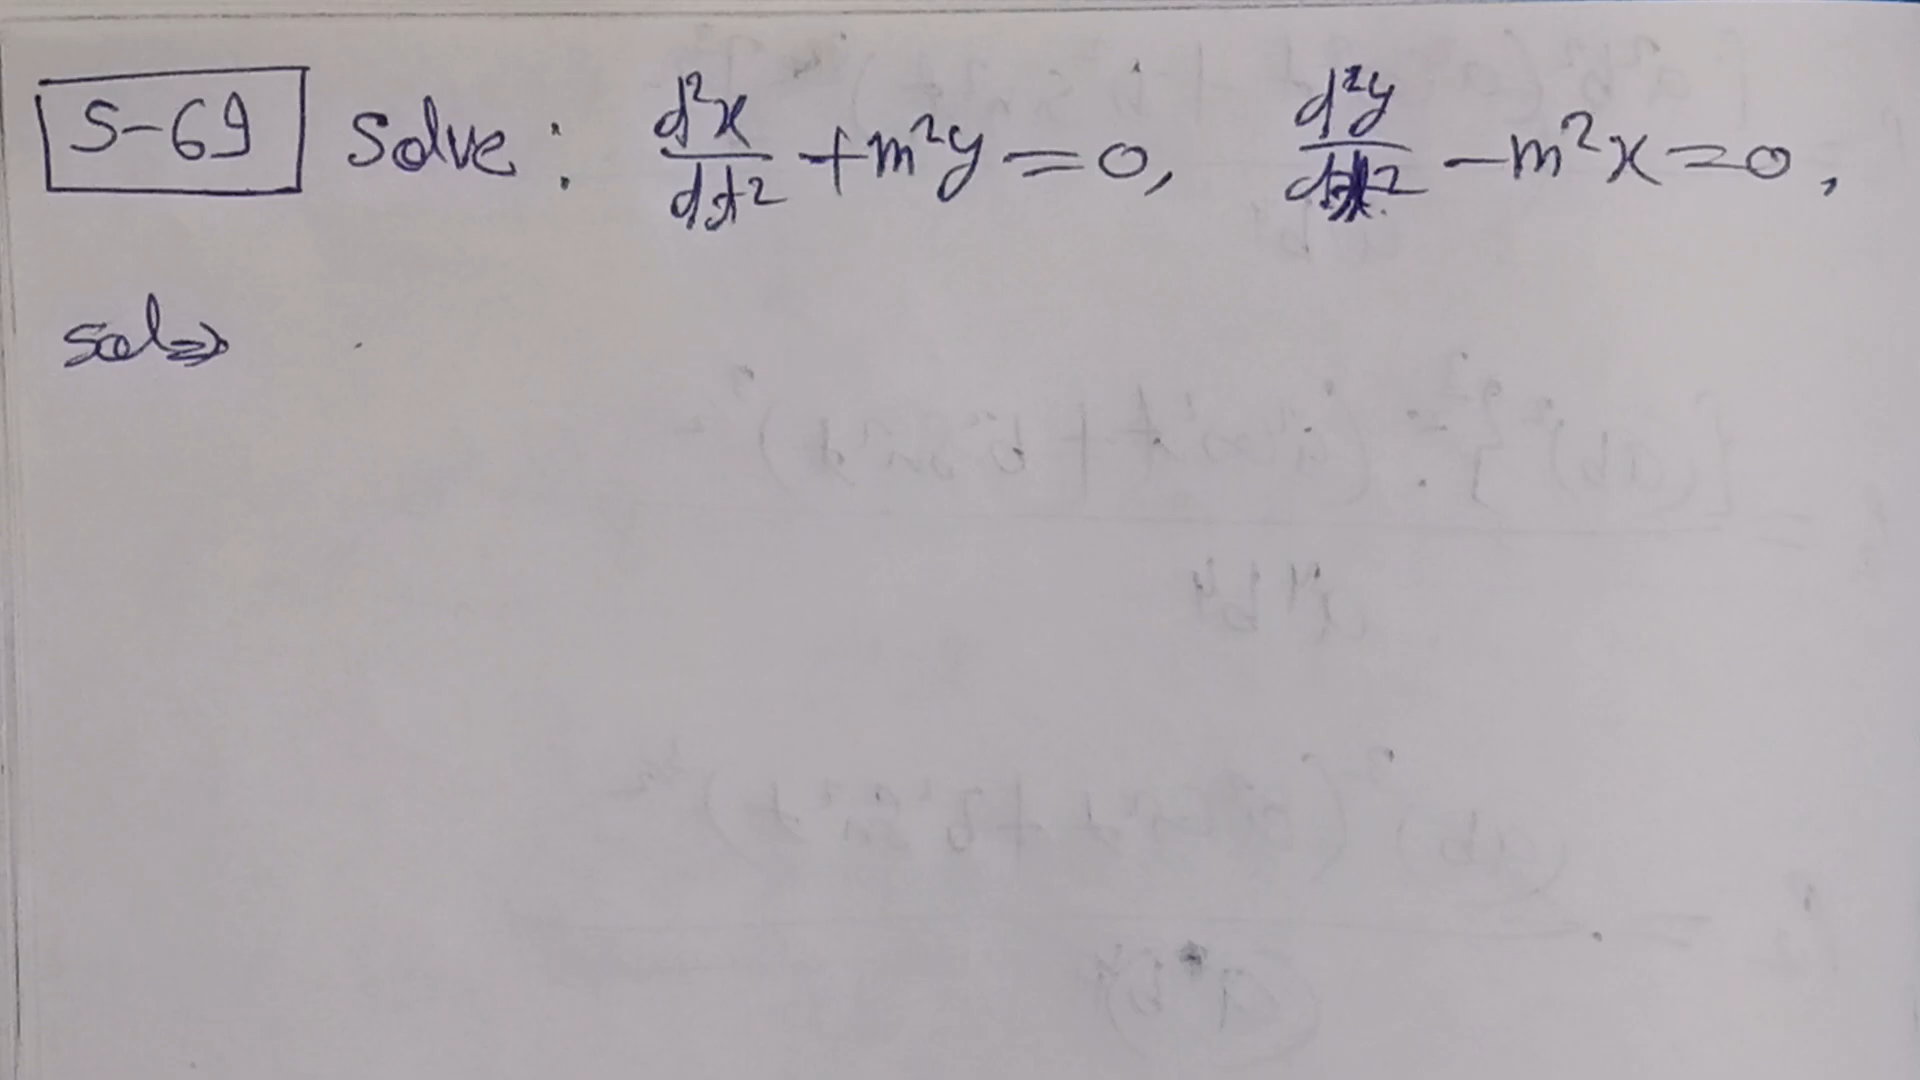 S-69 Solve : d²x/dt² + m²y = 0, d²y/dt² - m²x = 0,
Sol⇒